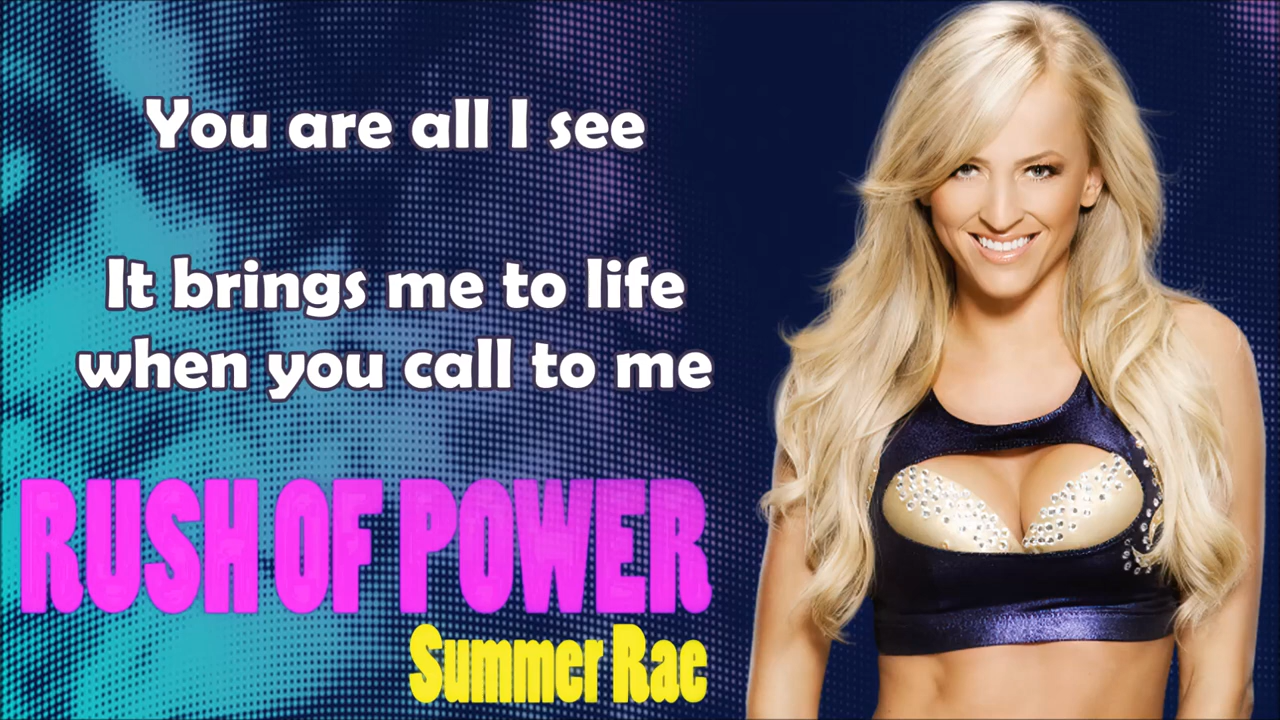 You are all I see
It brings me to life
when you call to me
RUSH OF POWER
Summer Rae